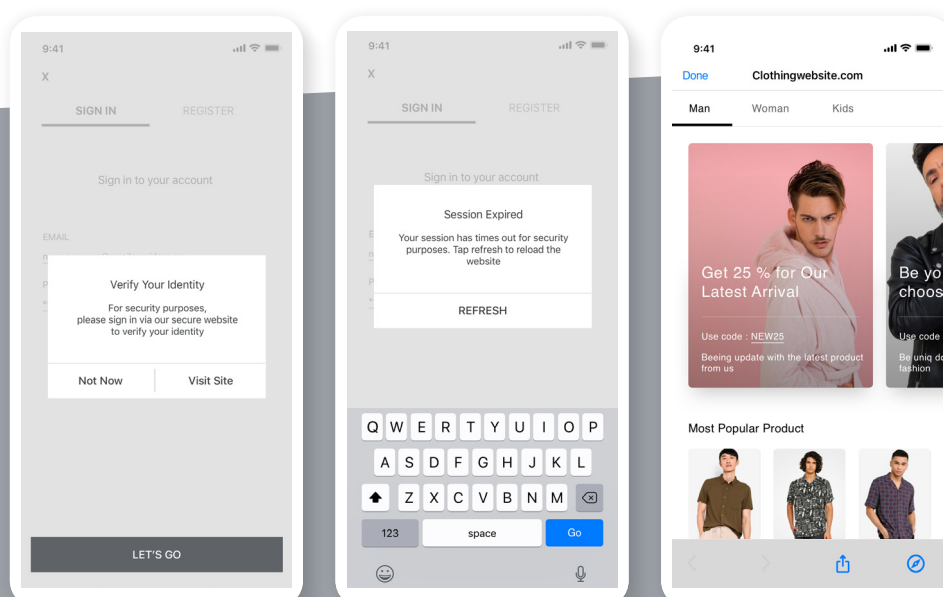 9:41
X
SIGN IN REGISTER
Sign in to your account
EMAIL
Verify Your Identity
For security purposes,
please sign in via our secure website
to verify your identity
Not Now Visit Site
LET'S GO
9:41
X
SIGN IN REGISTER
Sign in to your account
Session Expired
Your session has times out for security
purposes. Tap refresh to reload the
website
REFRESH
Q W E R T Y U I O P
A S D F G H J K L
Z X C V B N M
123 space Go
9:41
Done Clothingwebsite.com
Man Woman Kids
Get 25 % for Our
Latest Arrival
Use code : NEW25
Beeing update with the latest product
from us
Be yo
choos
Use code
Be uniq do
fashion
Most Popular Product